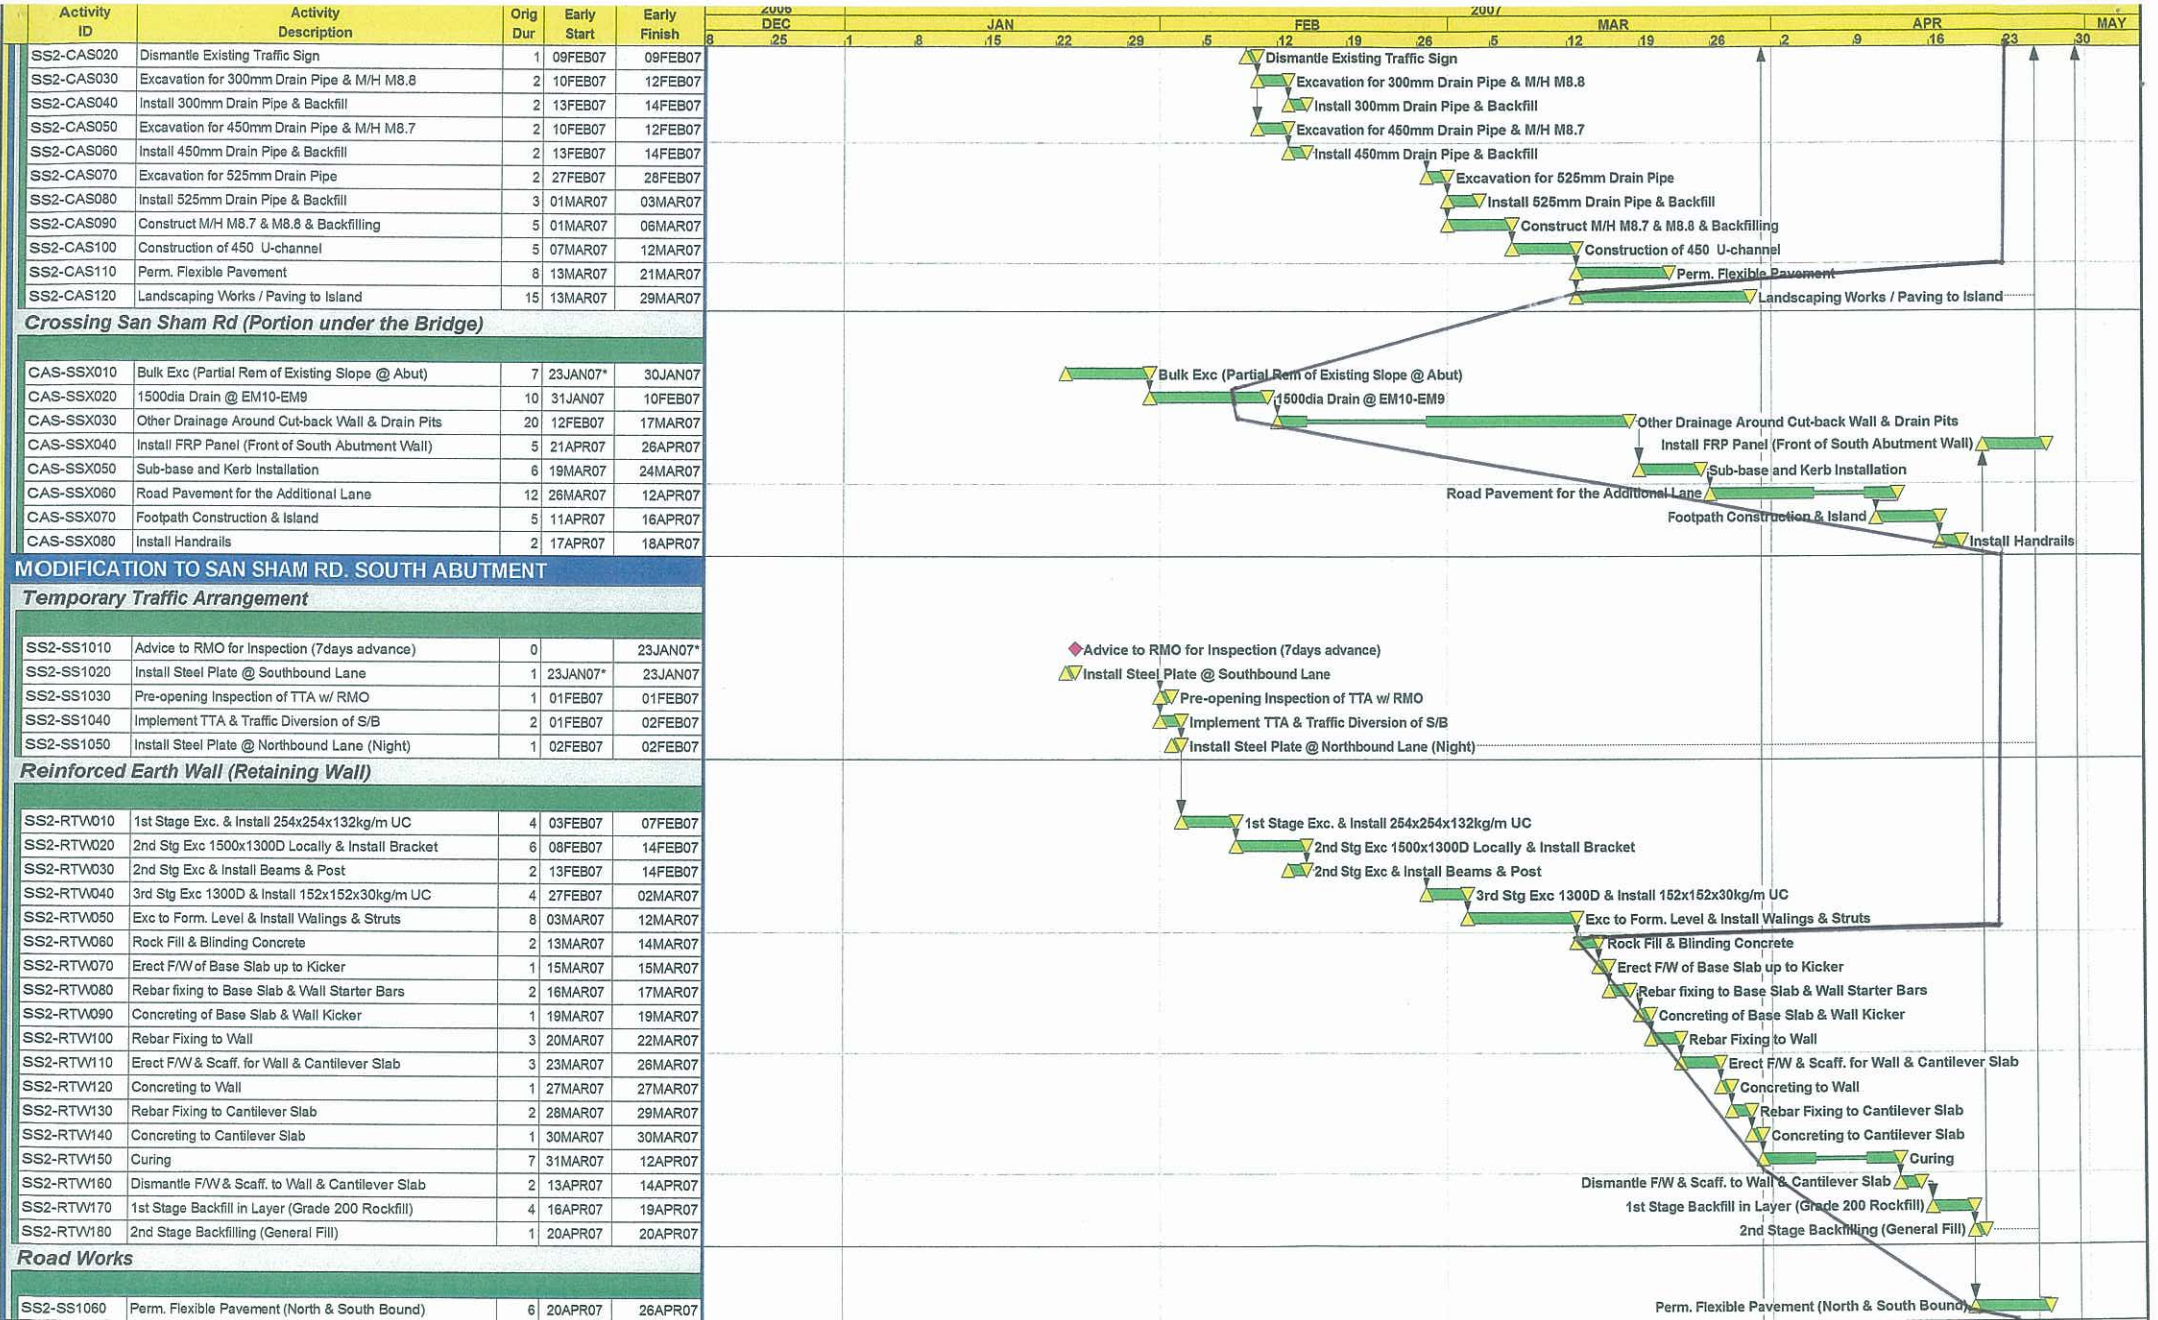 Activity ID Activity Description Orig Dur Early Start Early Finish
2006 2007
DEC JAN FEB MAR APR MAY
8 25 1 8 15 22 29 5 12 19 26 5 12 19 26 2 9 16 23 30
SS2-CAS020 Dismantle Existing Traffic Sign 1 09FEB07 09FEB07 Dismantle Existing Traffic Sign
SS2-CAS030 Excavation for 300mm Drain Pipe & M/H M8.8 2 10FEB07 12FEB07 Excavation for 300mm Drain Pipe & M/H M8.8
SS2-CAS040 Install 300mm Drain Pipe & Backfill 2 13FEB07 14FEB07 Install 300mm Drain Pipe & Backfill
SS2-CAS050 Excavation for 450mm Drain Pipe & M/H M8.7 2 10FEB07 12FEB07 Excavation for 450mm Drain Pipe & M/H M8.7
SS2-CAS060 Install 450mm Drain Pipe & Backfill 2 13FEB07 14FEB07 Install 450mm Drain Pipe & Backfill
SS2-CAS070 Excavation for 525mm Drain Pipe 2 27FEB07 28FEB07 Excavation for 525mm Drain Pipe
SS2-CAS080 Install 525mm Drain Pipe & Backfill 3 01MAR07 03MAR07 Install 525mm Drain Pipe & Backfill
SS2-CAS090 Construct M/H M8.7 & M8.8 & Backfilling 5 01MAR07 06MAR07 Construct M/H M8.7 & M8.8 & Backfilling
SS2-CAS100 Construction of 450 U-channel 5 07MAR07 12MAR07 Construction of 450 U-channel
SS2-CAS110 Perm. Flexible Pavement 8 13MAR07 21MAR07 Perm. Flexible Pavement
SS2-CAS120 Landscaping Works / Paving to Island 15 13MAR07 29MAR07 Landscaping Works / Paving to Island
Crossing San Sham Rd (Portion under the Bridge)
CAS-SSX010 Bulk Exc (Partial Rem of Existing Slope @ Abut) 7 23JAN07* 30JAN07 Bulk Exc (Partial Rem of Existing Slope @ Abut)
CAS-SSX020 1500dia Drain @ EM10-EM9 10 31JAN07 10FEB07 1500dia Drain @ EM10-EM9
CAS-SSX030 Other Drainage Around Cut-back Wall & Drain Pits 20 12FEB07 17MAR07 Other Drainage Around Cut-back Wall & Drain Pits
CAS-SSX040 Install FRP Panel (Front of South Abutment Wall) 5 21APR07 26APR07 Install FRP Panel (Front of South Abutment Wall)
CAS-SSX050 Sub-base and Kerb Installation 6 19MAR07 24MAR07 Sub-base and Kerb Installation
CAS-SSX060 Road Pavement for the Additional Lane 12 26MAR07 12APR07 Road Pavement for the Additional Lane
CAS-SSX070 Footpath Construction & Island 5 11APR07 16APR07 Footpath Construction & Island
CAS-SSX080 Install Handrails 2 17APR07 18APR07 Install Handrails
MODIFICATION TO SAN SHAM RD. SOUTH ABUTMENT
Temporary Traffic Arrangement
SS2-SS1010 Advice to RMO for Inspection (7days advance) 0 23JAN07* Advice to RMO for Inspection (7days advance)
SS2-SS1020 Install Steel Plate @ Southbound Lane 1 23JAN07* 23JAN07 Install Steel Plate @ Southbound Lane
SS2-SS1030 Pre-opening Inspection of TTA w/ RMO 1 01FEB07 01FEB07 Pre-opening Inspection of TTA w/ RMO
SS2-SS1040 Implement TTA & Traffic Diversion of S/B 2 01FEB07 02FEB07 Implement TTA & Traffic Diversion of S/B
SS2-SS1050 Install Steel Plate @ Northbound Lane (Night) 1 02FEB07 02FEB07 Install Steel Plate @ Northbound Lane (Night)
Reinforced Earth Wall (Retaining Wall)
SS2-RTW010 1st Stage Exc. & Install 254x254x132kg/m UC 4 03FEB07 07FEB07 1st Stage Exc. & Install 254x254x132kg/m UC
SS2-RTW020 2nd Stg Exc 1500x1300D Locally & Install Bracket 6 08FEB07 14FEB07 2nd Stg Exc 1500x1300D Locally & Install Bracket
SS2-RTW030 2nd Stg Exc & Install Beams & Post 2 13FEB07 14FEB07 2nd Stg Exc & Install Beams & Post
SS2-RTW040 3rd Stg Exc 1300D & Install 152x152x30kg/m UC 4 27FEB07 02MAR07 3rd Stg Exc 1300D & Install 152x152x30kg/m UC
SS2-RTW050 Exc to Form. Level & Install Walings & Struts 8 03MAR07 12MAR07 Exc to Form. Level & Install Walings & Struts
SS2-RTW060 Rock Fill & Blinding Concrete 2 13MAR07 14MAR07 Rock Fill & Blinding Concrete
SS2-RTW070 Erect F/W of Base Slab up to Kicker 1 15MAR07 15MAR07 Erect F/W of Base Slab up to Kicker
SS2-RTW080 Rebar fixing to Base Slab & Wall Starter Bars 2 16MAR07 17MAR07 Rebar fixing to Base Slab & Wall Starter Bars
SS2-RTW090 Concreting of Base Slab & Wall Kicker 1 19MAR07 19MAR07 Concreting of Base Slab & Wall Kicker
SS2-RTW100 Rebar Fixing to Wall 3 20MAR07 22MAR07 Rebar Fixing to Wall
SS2-RTW110 Erect F/W & Scaff. for Wall & Cantilever Slab 3 23MAR07 26MAR07 Erect F/W & Scaff. for Wall & Cantilever Slab
SS2-RTW120 Concreting to Wall 1 27MAR07 27MAR07 Concreting to Wall
SS2-RTW130 Rebar Fixing to Cantilever Slab 2 28MAR07 29MAR07 Rebar Fixing to Cantilever Slab
SS2-RTW140 Concreting to Cantilever Slab 1 30MAR07 30MAR07 Concreting to Cantilever Slab
SS2-RTW150 Curing 7 31MAR07 12APR07 Curing
SS2-RTW160 Dismantle F/W & Scaff. to Wall & Cantilever Slab 2 13APR07 14APR07 Dismantle F/W & Scaff. to Wall & Cantilever Slab
SS2-RTW170 1st Stage Backfill in Layer (Grade 200 Rockfill) 4 16APR07 19APR07 1st Stage Backfill in Layer (Grade 200 Rockfill)
SS2-RTW180 2nd Stage Backfilling (General Fill) 1 20APR07 20APR07 2nd Stage Backfilling (General Fill)
Road Works
SS2-SS1060 Perm. Flexible Pavement (North & South Bound) 6 20APR07 26APR07 Perm. Flexible Pavement (North & South Bound)